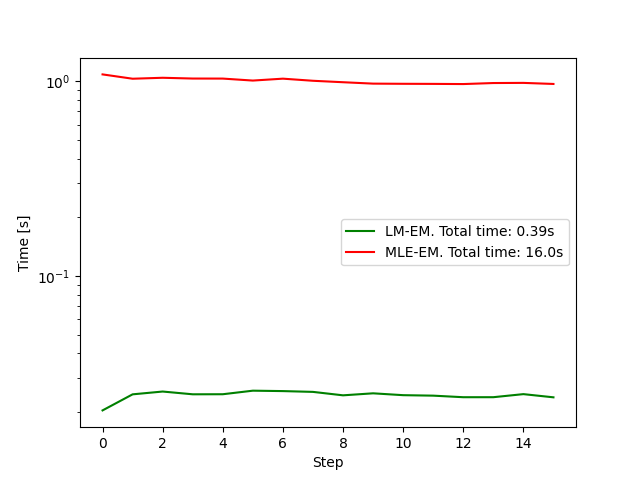 10⁰
10⁻¹
Time [s]
LM-EM. Total time: 0.39s
MLE-EM. Total time: 16.0s
0 2 4 6 8 10 12 14
Step